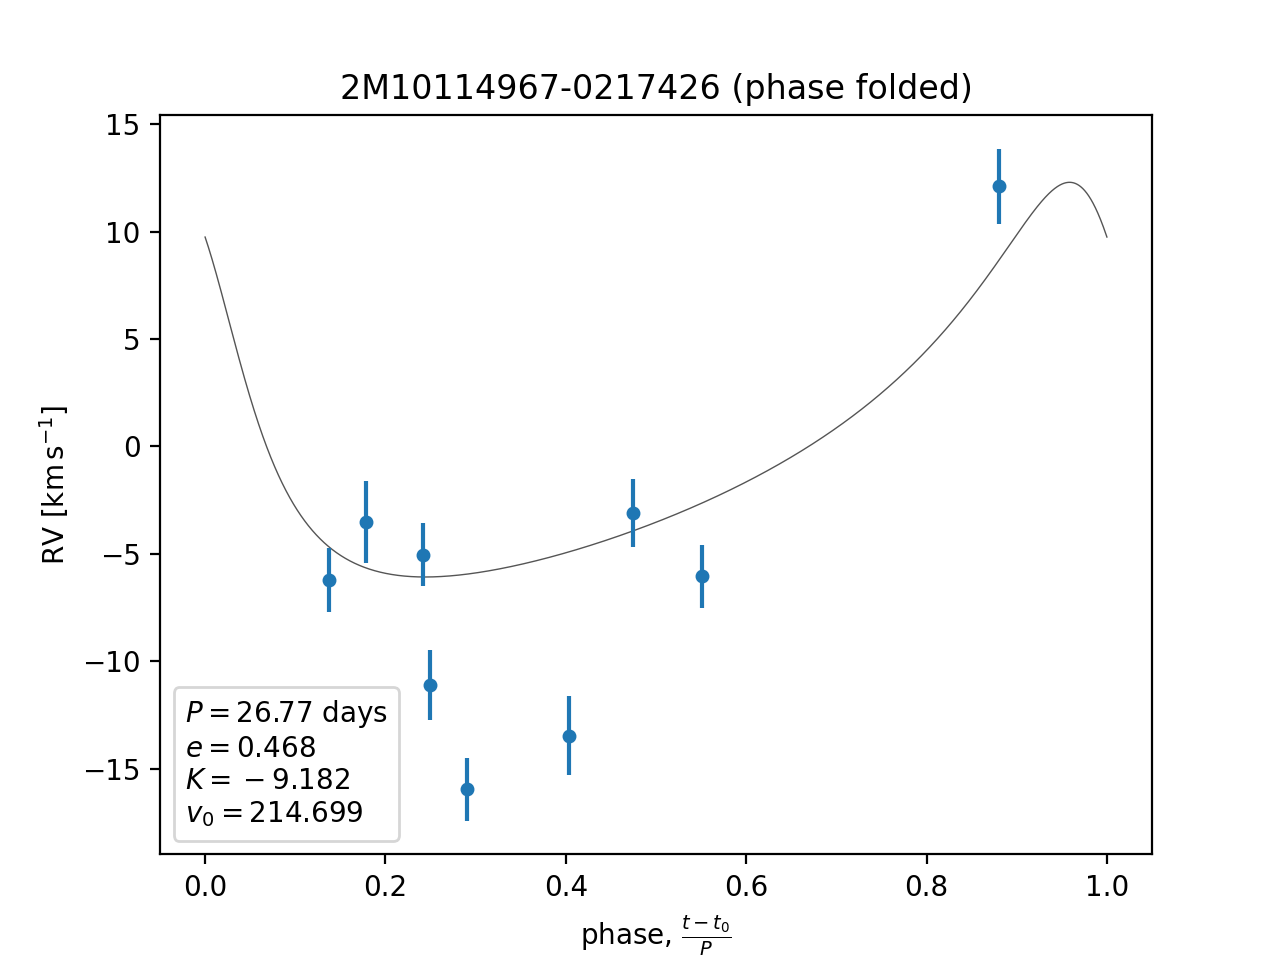 2M10114967-0217426 (phase folded)
15
10
5
0
−5
−10
−15
RV [km s⁻¹]
P = 26.77 days
e = 0.468
K = −9.182
v₀ = 214.699
0.0 0.2 0.4 0.6 0.8 1.0
phase, (t − t₀)/P